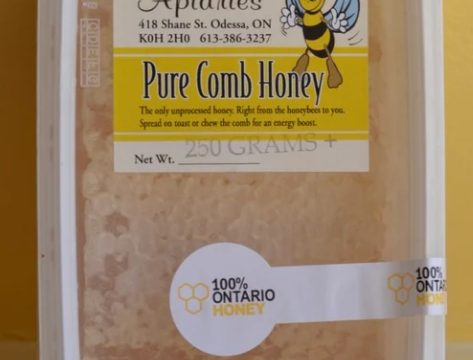 Apiaries
418 Shane St. Odessa, ON
K0H 2H0 613-386-3237
Pure Comb Honey
The only unprocessed honey. Right from the honeybees to you.
Spread on toast or chew the comb for an energy boost.
Net Wt. 250 GRAMS +
100%
ONTARIO
HONEY
100%
ONTAR
HONEY